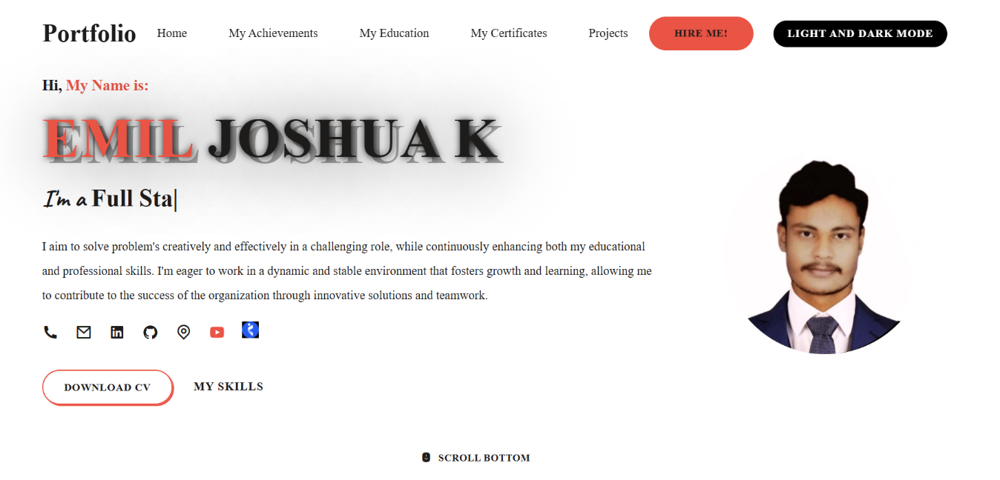 Portfolio Home My Achievements My Education My Certificates Projects HIRE ME! LIGHT AND DARK MODE
Hi, My Name is:
EMIL JOSHUA K
I'm a Full Sta|
I aim to solve problem's creatively and effectively in a challenging role, while continuously enhancing both my educational
and professional skills. I'm eager to work in a dynamic and stable environment that fosters growth and learning, allowing me
to contribute to the success of the organization through innovative solutions and teamwork.
DOWNLOAD CV MY SKILLS
SCROLL BOTTOM